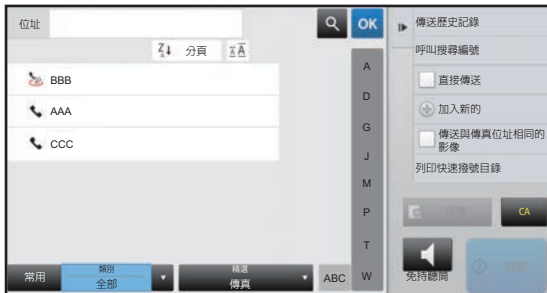 位址
OK
分頁
BBB
AAA
CCC
A
D
G
J
M
P
T
W
常用
類別
全部
精選
傳真
ABC
傳送歷史記錄
呼叫搜尋編號
直接傳送
加入新的
傳送與傳真位址相同的
影像
列印快速撥號目錄
CA
免持聽筒